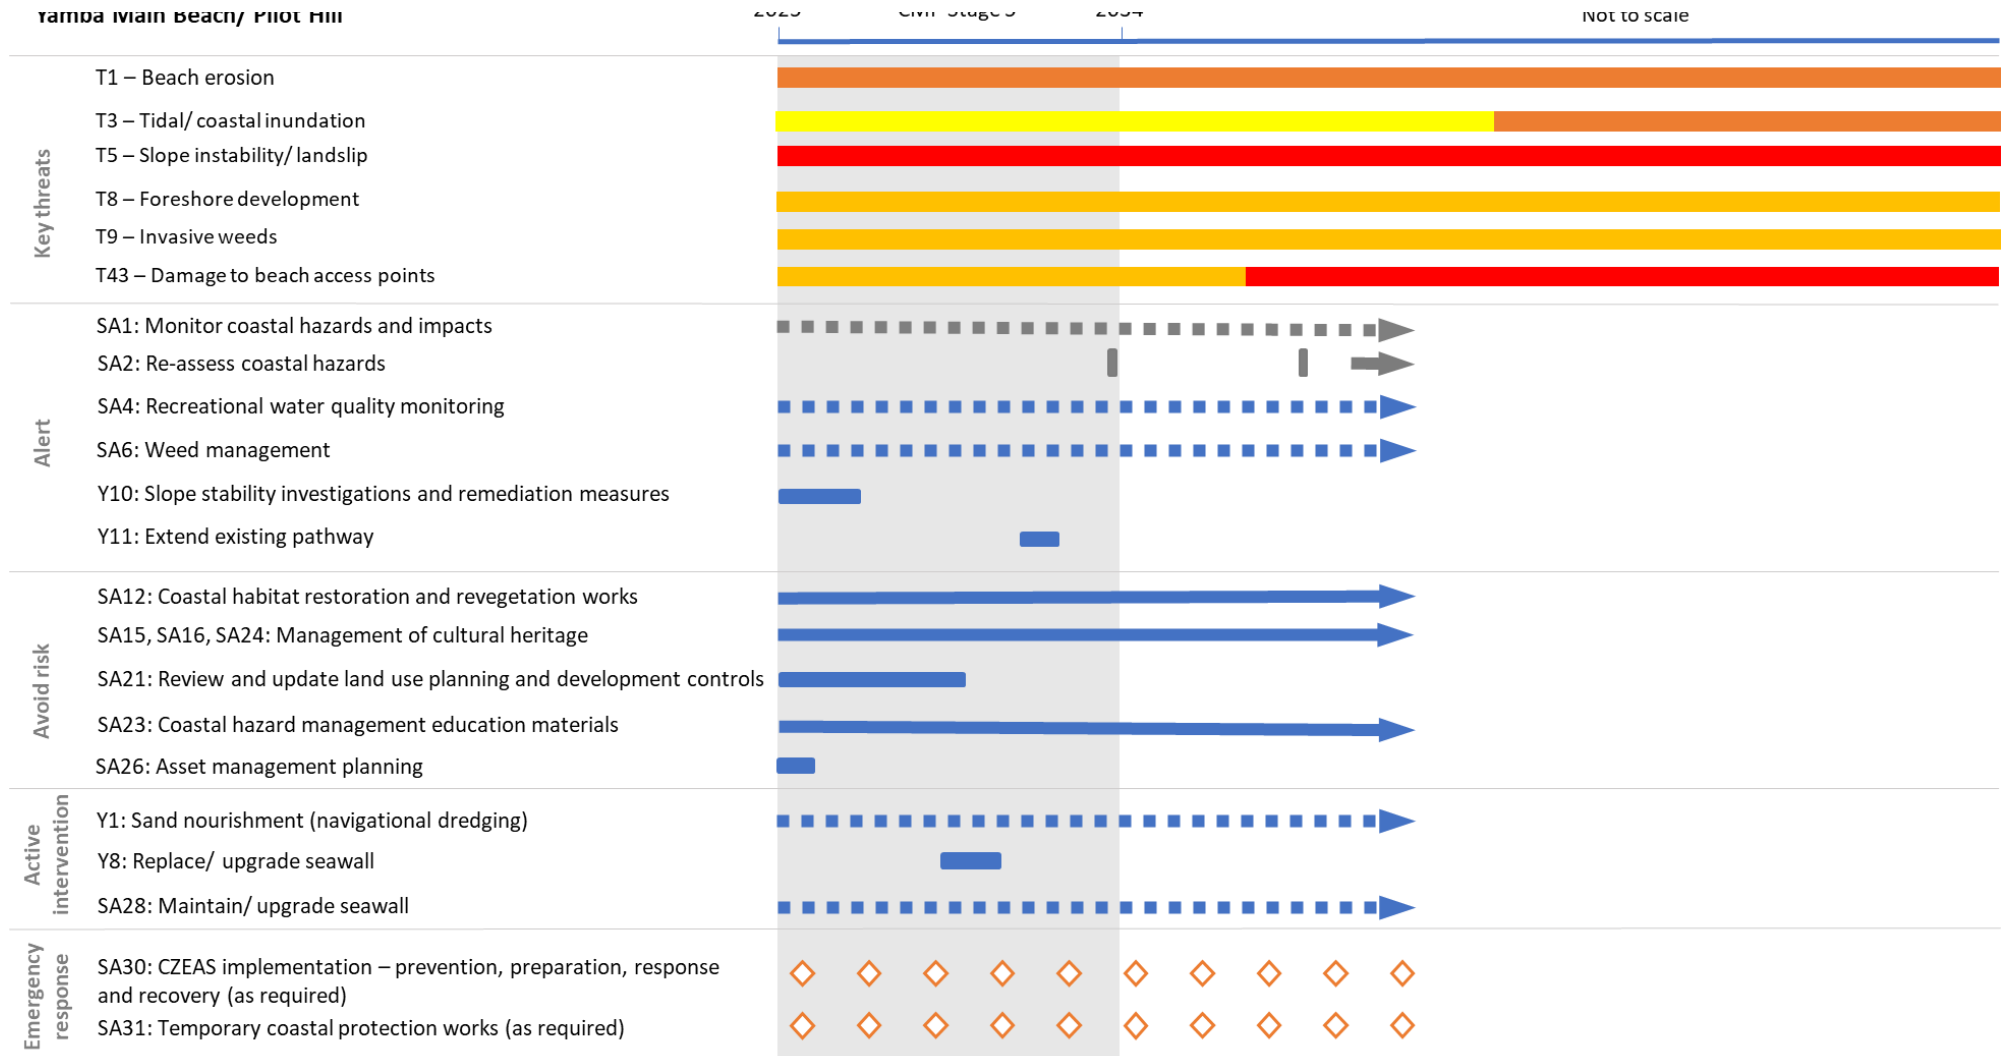 Yamba Main Beach/ Pilot Hill
Stage
Not to scale
Key threats
T1 – Beach erosion
T3 – Tidal/ coastal inundation
T5 – Slope instability/ landslip
T8 – Foreshore development
T9 – Invasive weeds
T43 – Damage to beach access points
Alert
SA1: Monitor coastal hazards and impacts
SA2: Re-assess coastal hazards
SA4: Recreational water quality monitoring
SA6: Weed management
Y10: Slope stability investigations and remediation measures
Y11: Extend existing pathway
Avoid risk
SA12: Coastal habitat restoration and revegetation works
SA15, SA16, SA24: Management of cultural heritage
SA21: Review and update land use planning and development controls
SA23: Coastal hazard management education materials
SA26: Asset management planning
Active
intervention
Y1: Sand nourishment (navigational dredging)
Y8: Replace/ upgrade seawall
SA28: Maintain/ upgrade seawall
Emergency
response
SA30: CZEAS implementation – prevention, preparation, response
and recovery (as required)
SA31: Temporary coastal protection works (as required)